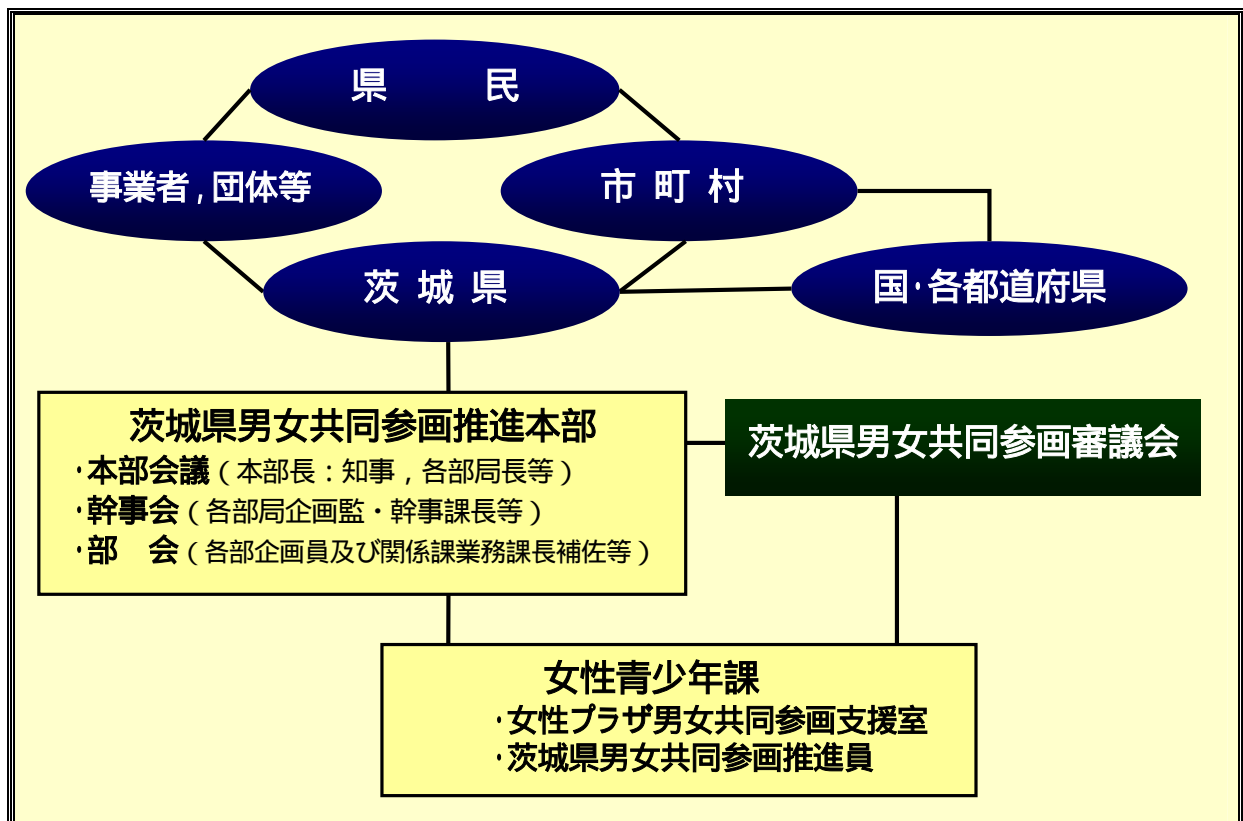 県　　民
事業者,団体等
市 町 村
茨 城 県
国・各都道府県
茨城県男女共同参画推進本部
・本部会議（本部長：知事，各部局長等）
・幹事会（各部局企画監・幹事課長等）
・部　会（各部企画員及び関係課業務課長補佐等）
茨城県男女共同参画審議会
女性青少年課
・女性プラザ男女共同参画支援室
・茨城県男女共同参画推進員